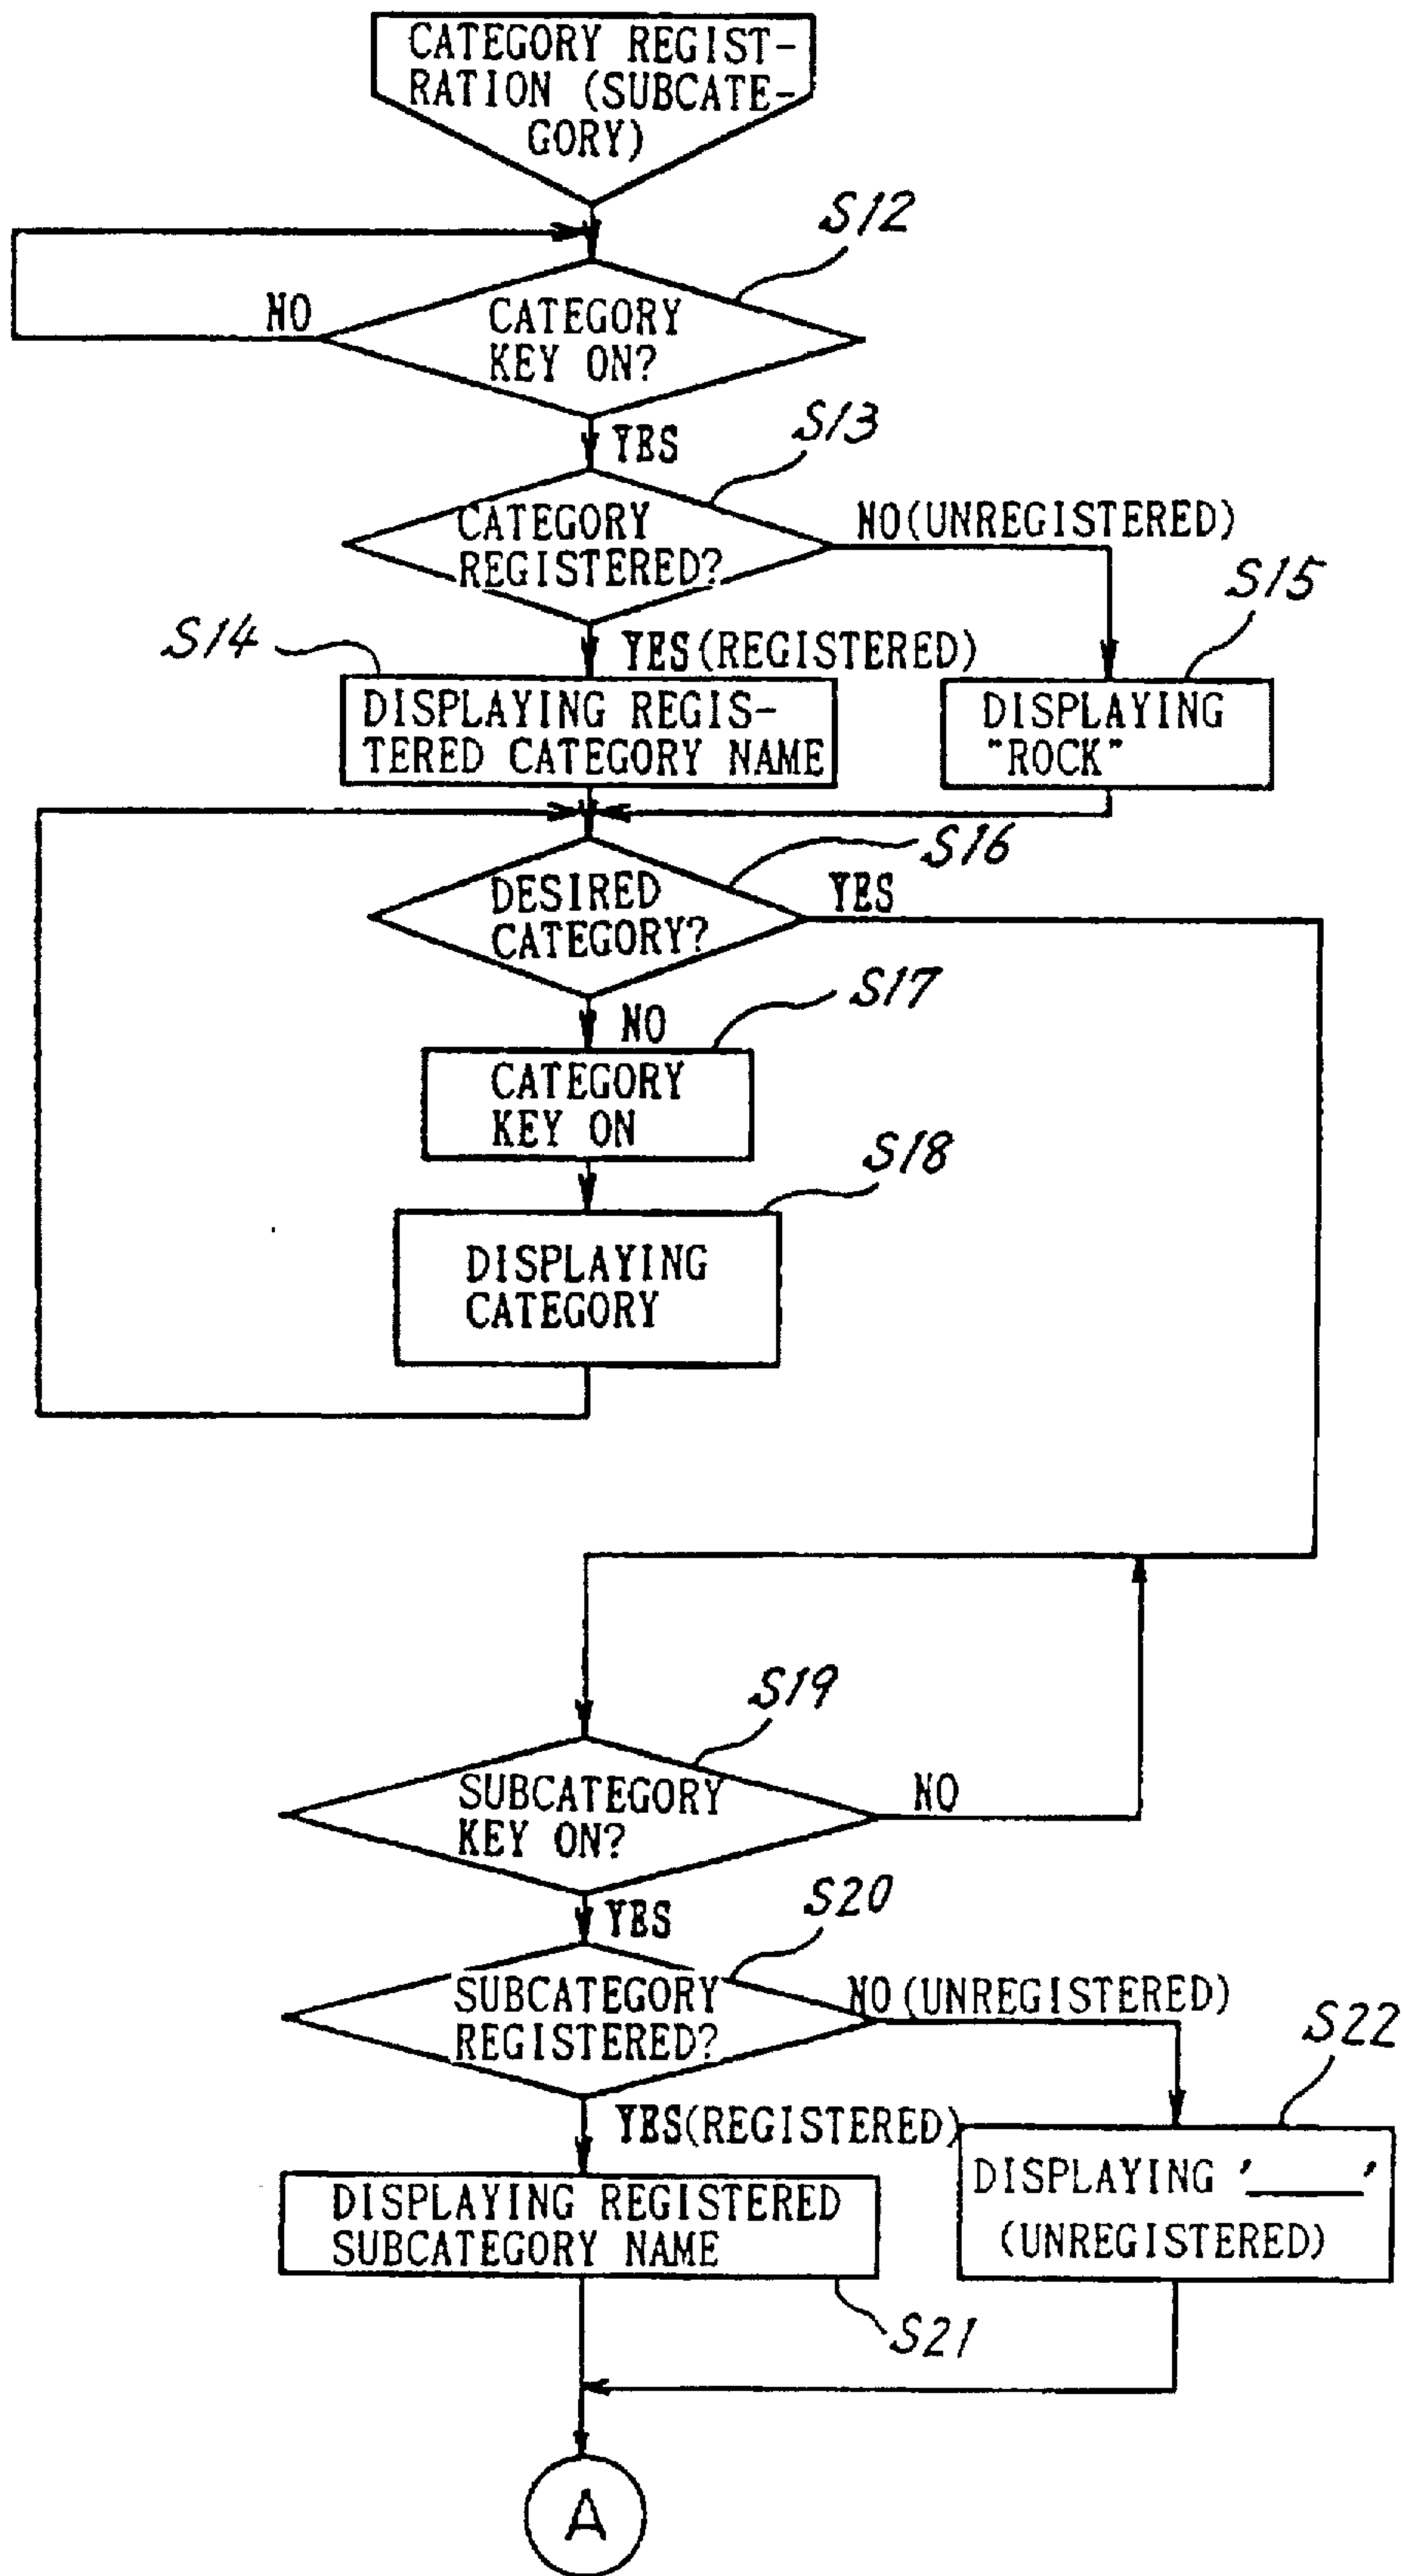 CATEGORY REGIST-
RATION (SUBCATE-
GORY)
S12
NO
CATEGORY
KEY ON?
YES
S13
CATEGORY
REGISTERED?
NO(UNREGISTERED)
S15
S14
YES(REGISTERED)
DISPLAYING REGIS-
TERED CATEGORY NAME
DISPLAYING
"ROCK"
S16
DESIRED
CATEGORY?
YES
S17
NO
CATEGORY
KEY ON
S18
DISPLAYING
CATEGORY
S19
SUBCATEGORY
KEY ON?
NO
YES
S20
SUBCATEGORY
REGISTERED?
NO(UNREGISTERED)
S22
YES(REGISTERED)
DISPLAYING REGISTERED
SUBCATEGORY NAME
DISPLAYING '____'
(UNREGISTERED)
S21
A